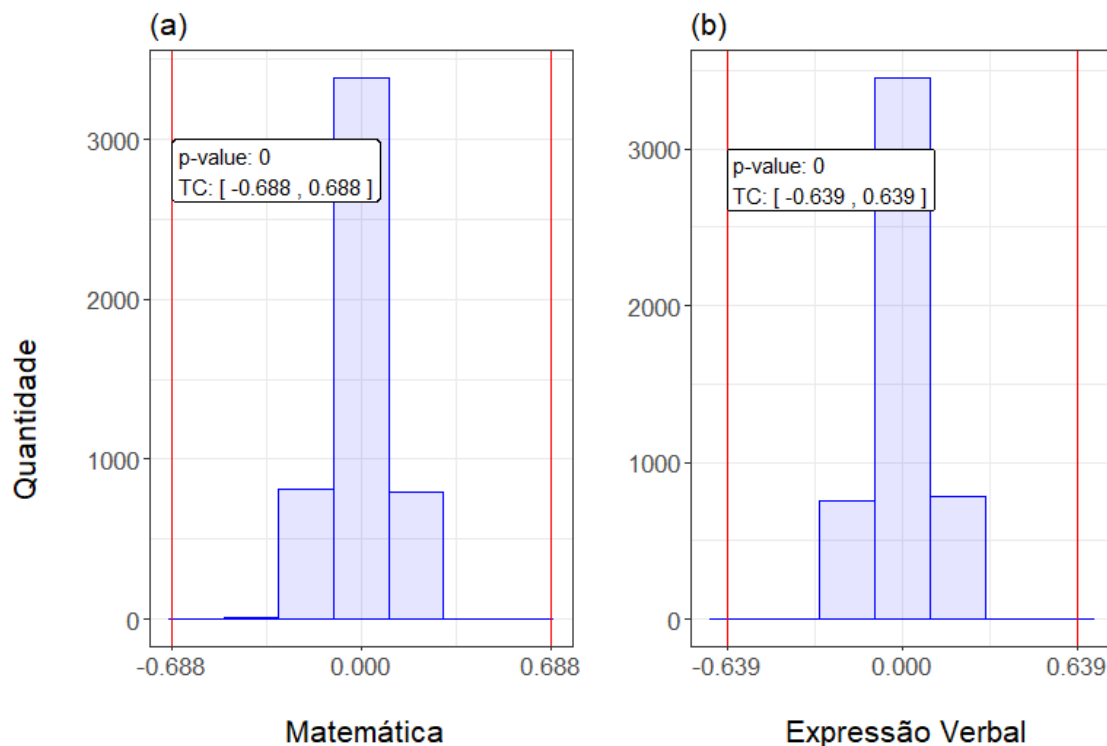 (a)
p-value: 0
TC: [ -0.688 , 0.688 ]
3000
2000
1000
0
-0.688 0.000 0.688
Quantidade
Matemática
(b)
p-value: 0
TC: [ -0.639 , 0.639 ]
3000
2000
1000
0
-0.639 0.000 0.639
Expressão Verbal